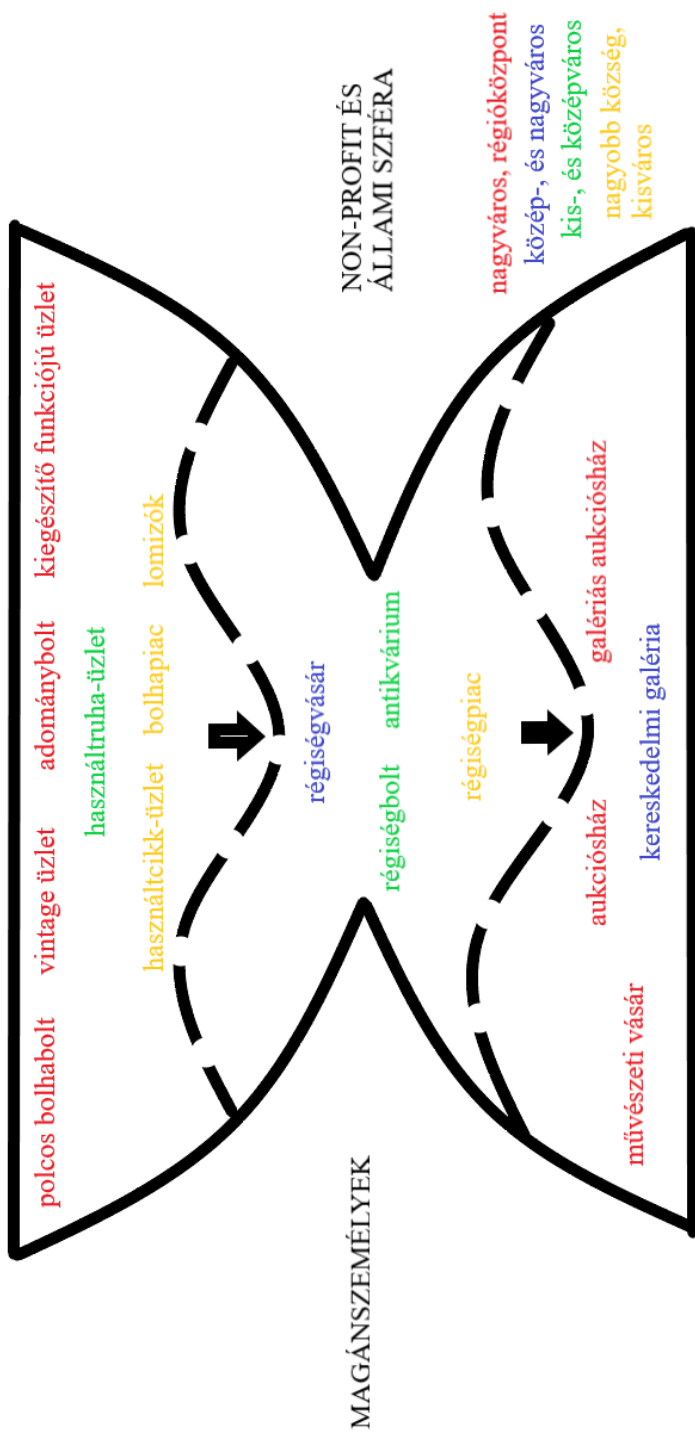 polcos bolhabolt vintage üzlet adománybolt kiegészítő funkciójú üzlet
használtruha-üzlet
használtcikk-üzlet bolhapiac lomizók
régiségvásár
MAGÁNSZEMÉLYEK
NON-PROFIT ÉS
ÁLLAMI SZFÉRA
régiségbolt antikvárium
régiségpiac
aukciósház galériás aukciósház
művészeti vásár
kereskedelmi galéria
nagyváros, régióközpont
közép-, és nagyváros
kis-, és középváros
nagyobb község,
kisváros